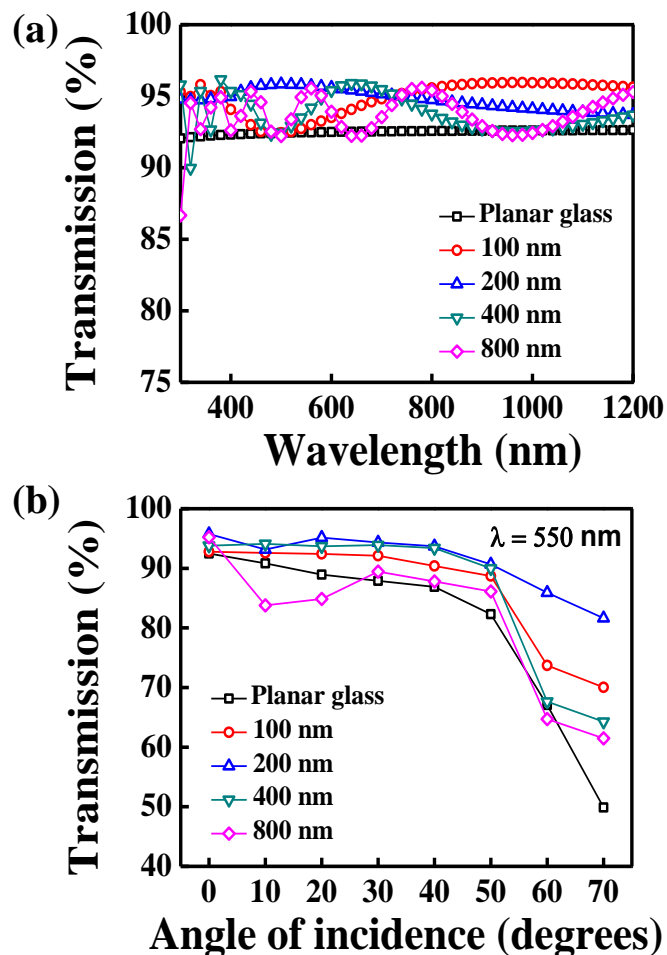 (a)
Transmission (%)
100
95
90
85
80
75
Planar glass
100 nm
200 nm
400 nm
800 nm
400 600 800 1000 1200
Wavelength (nm)
(b)
Transmission (%)
100
90
80
70
60
50
40
λ = 550 nm
Planar glass
100 nm
200 nm
400 nm
800 nm
0 10 20 30 40 50 60 70
Angle of incidence (degrees)